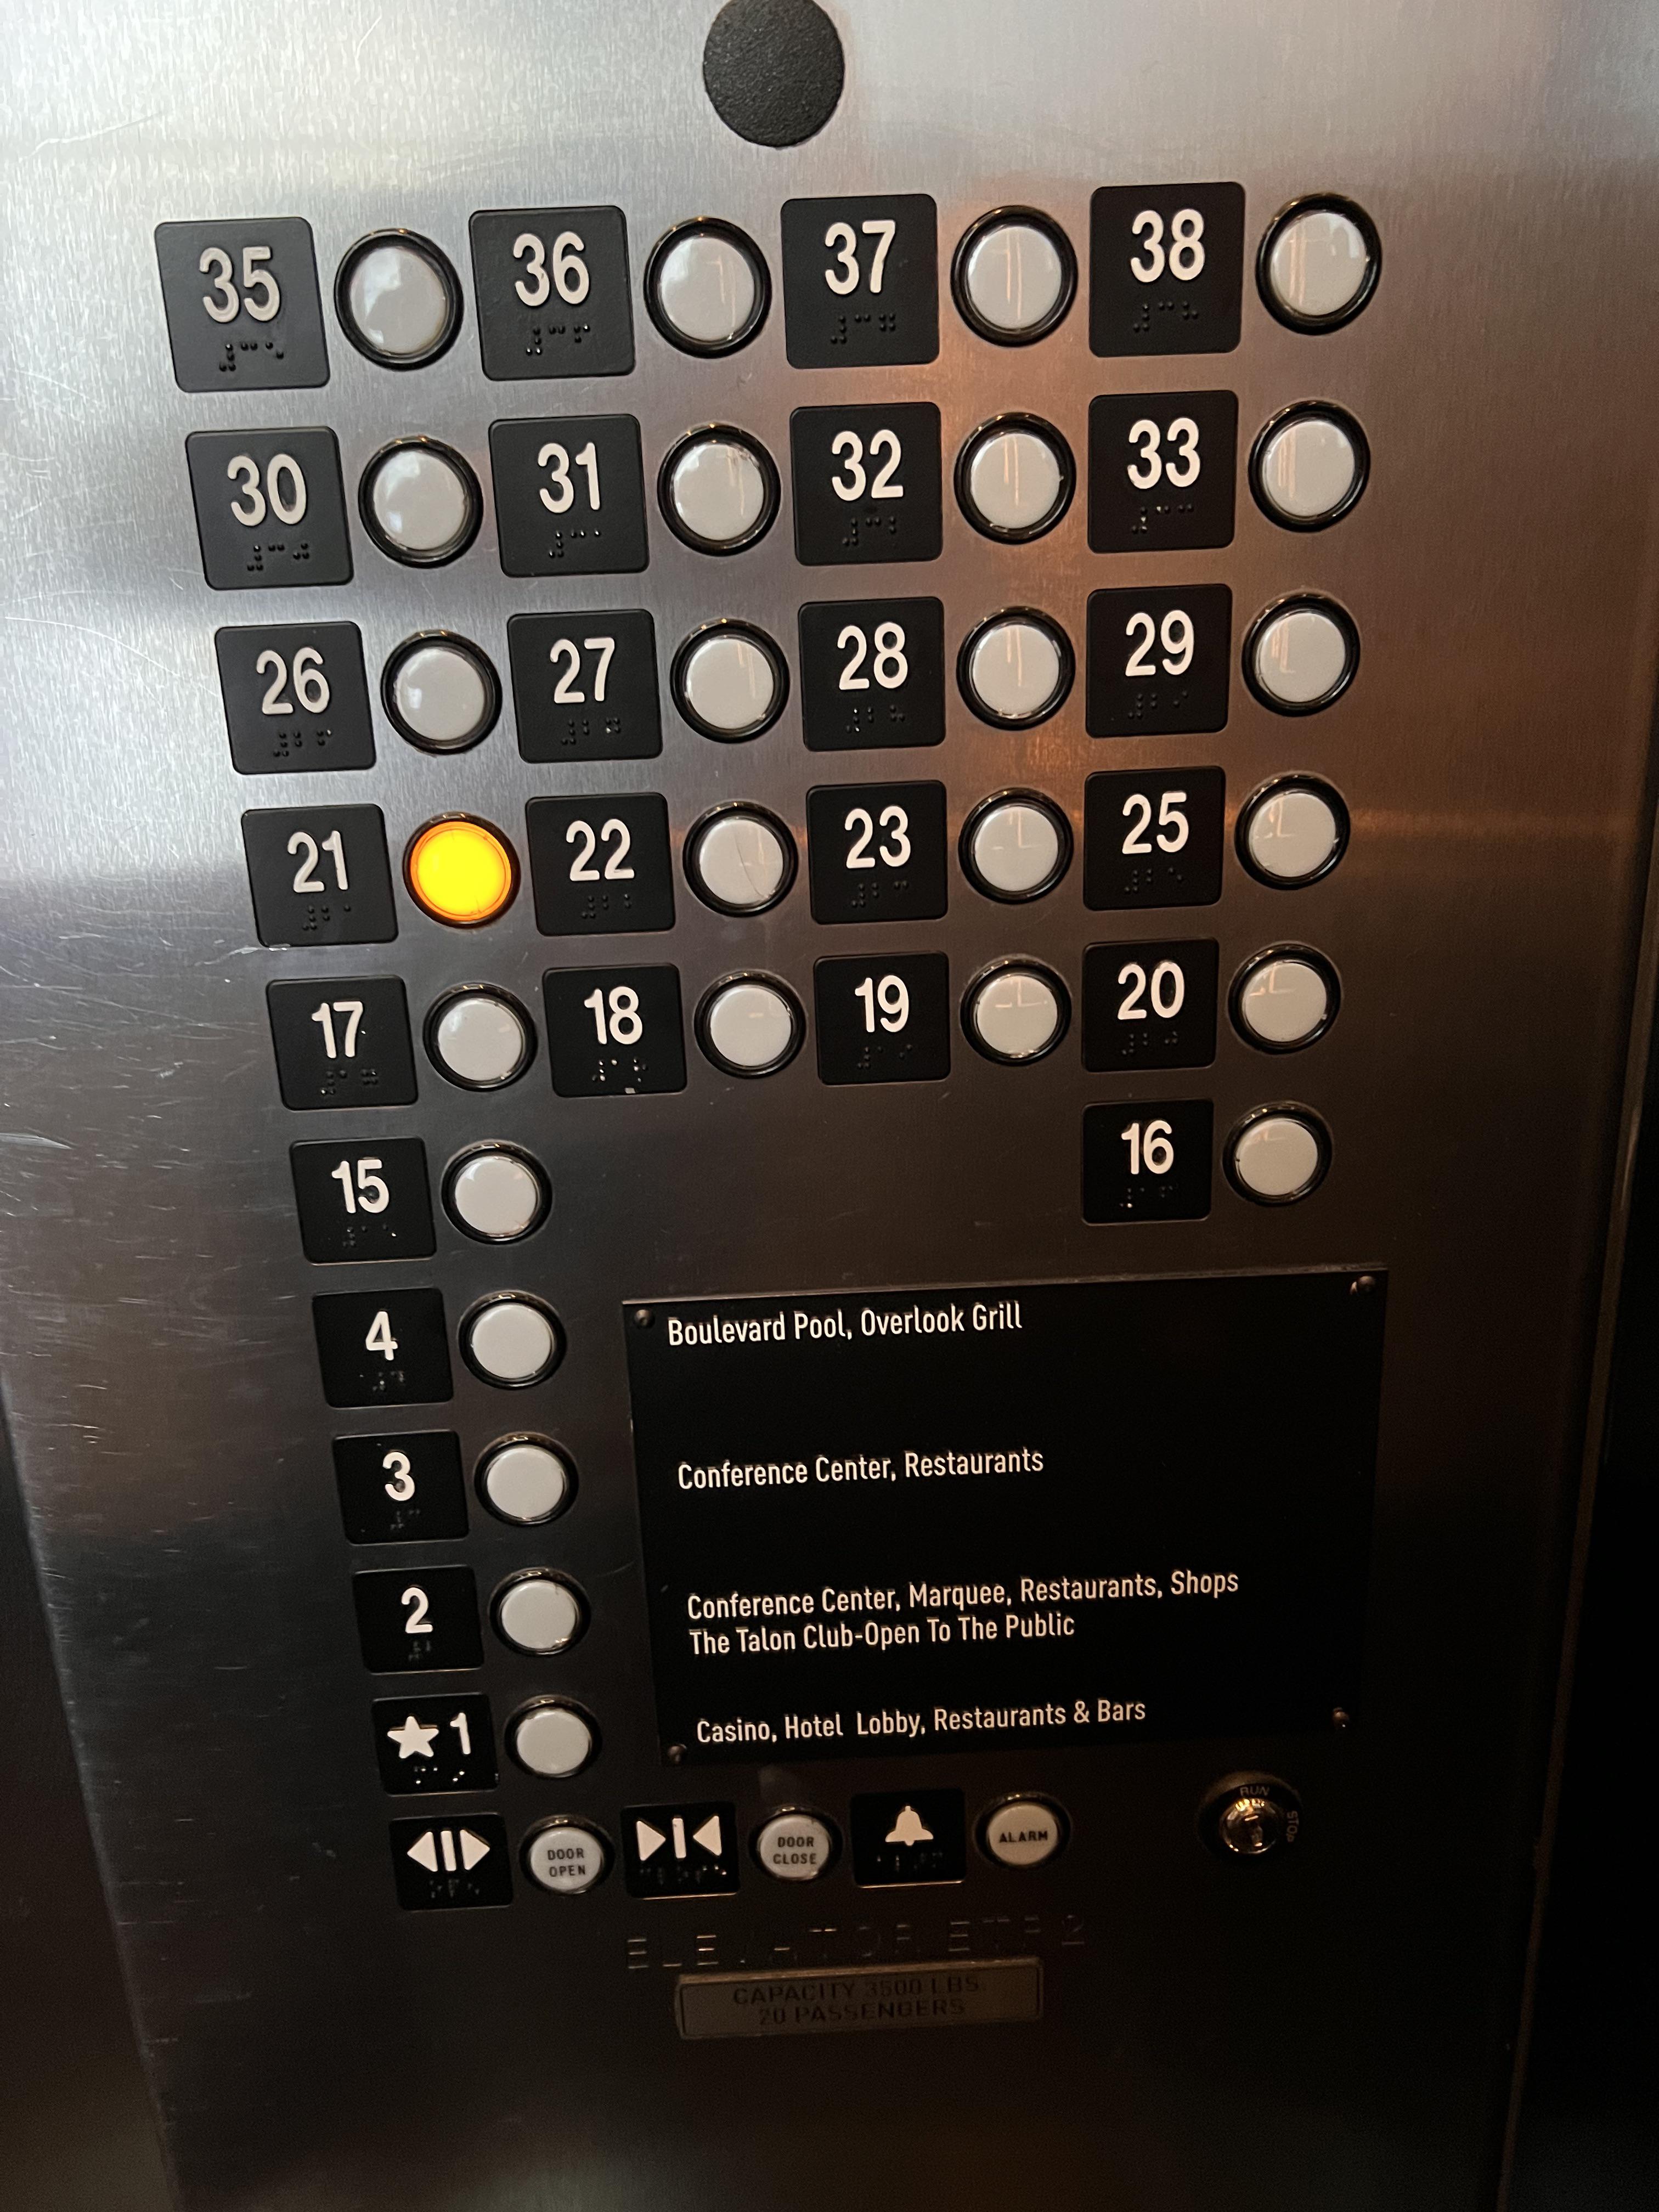 35 36 37 38
30 31 32 33
26 27 28 29
21 22 23 25
17 18 19 20
15 16
4 Boulevard Pool, Overlook Grill
3 Conference Center, Restaurants
2 Conference Center, Marquee, Restaurants, Shops
The Talon Club-Open To The Public
★1 Casino, Hotel Lobby, Restaurants & Bars
DOOR OPEN DOOR CLOSE ALARM
RUN
STOP
ELEVATOR ETP 2
CAPACITY 3500 LBS
20 PASSENGERS